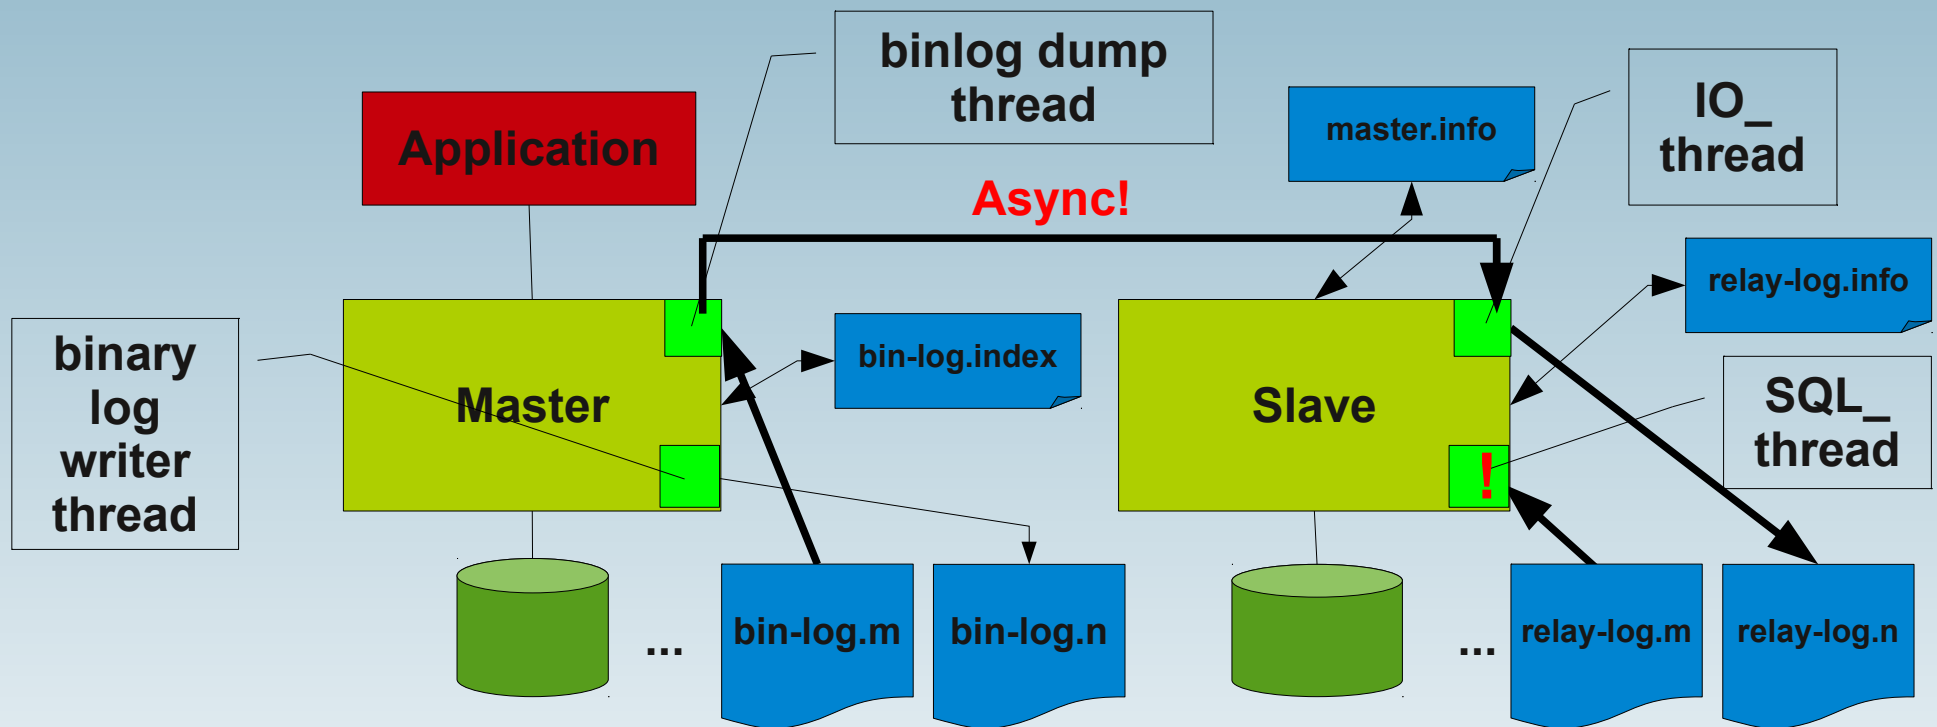 binlog dump
thread
Application
master.info
IO_
thread
Async!
relay-log.info
binary
log
writer
thread
Master
bin-log.index
Slave
SQL_
thread
!
...
bin-log.m
bin-log.n
...
relay-log.m
relay-log.n